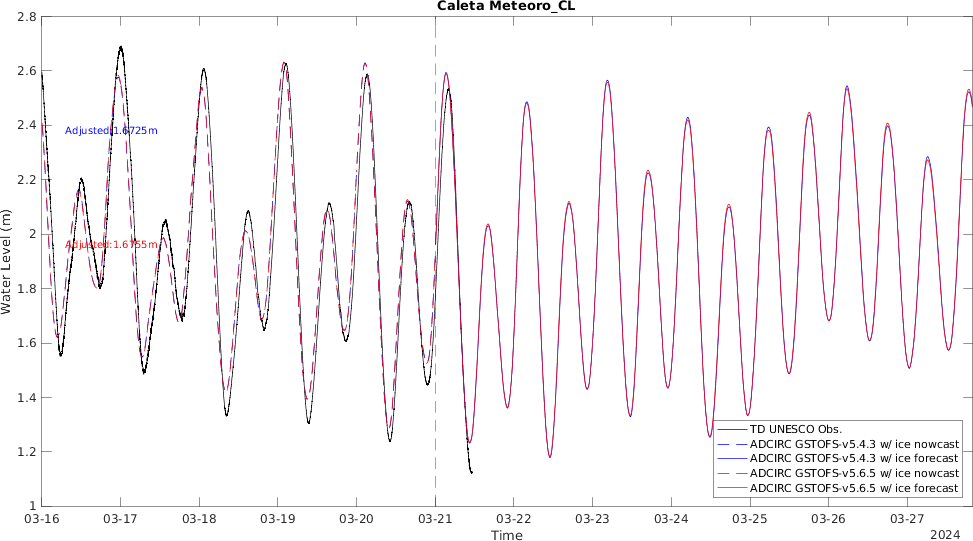 Caleta Meteoro_CL
2.8
2.6
2.4
2.2
2
1.8
1.6
1.4
1.2
1
Water Level (m)
Adjusted:1.6725m
Adjusted:1.6755m
TD UNESCO Obs.
ADCIRC GSTOFS-v5.4.3 w/ ice nowcast
ADCIRC GSTOFS-v5.4.3 w/ ice forecast
ADCIRC GSTOFS-v5.6.5 w/ ice nowcast
ADCIRC GSTOFS-v5.6.5 w/ ice forecast
03-16 03-17 03-18 03-19 03-20 03-21 03-22 03-23 03-24 03-25 03-26 03-27
Time
2024